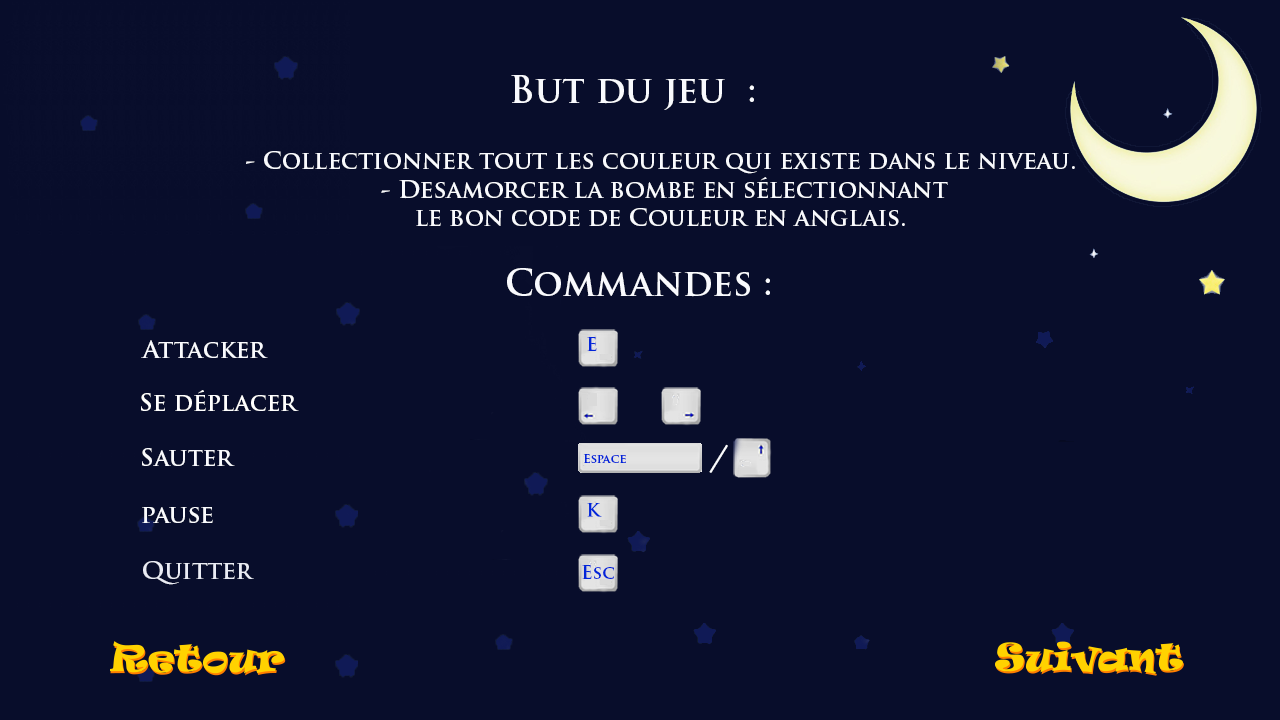 But du jeu :
- Collectionner tout les couleur qui existe dans le niveau.
- Desamorcer la bombe en sélectionnant
le bon code de Couleur en anglais.
Commandes :
Attacker E
Se déplacer ← →
Sauter Espace / ↑
pause K
Quitter Esc
Retour Suivant